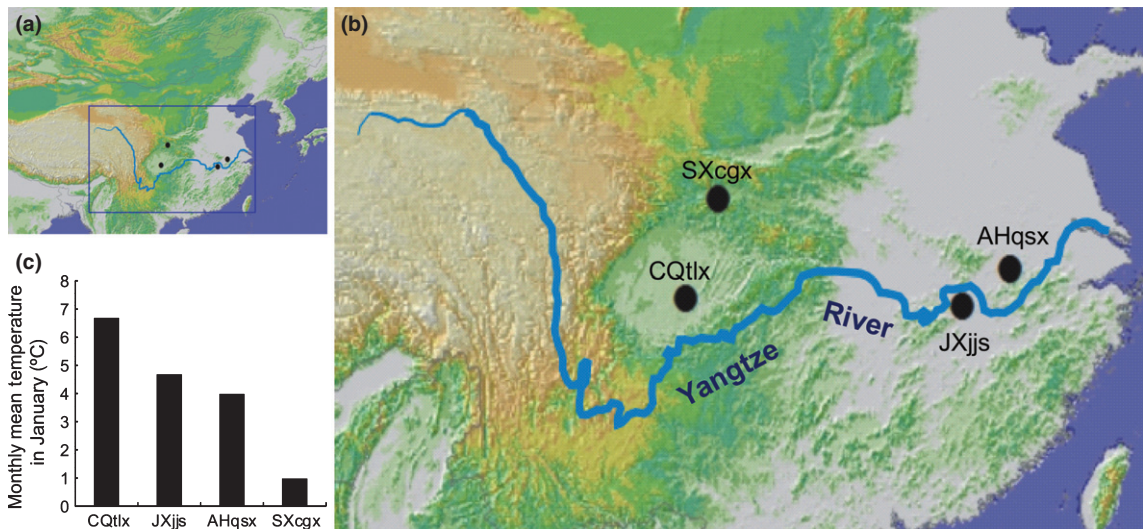 (a)
(b)
SXcgx
AHqsx
CQtlx
JXjjs
Yangtze
River
(c)
Monthly mean temperature
in January (ºC)
8
7
6
5
4
3
2
1
0
CQtlx JXjjs AHqsx SXcgx